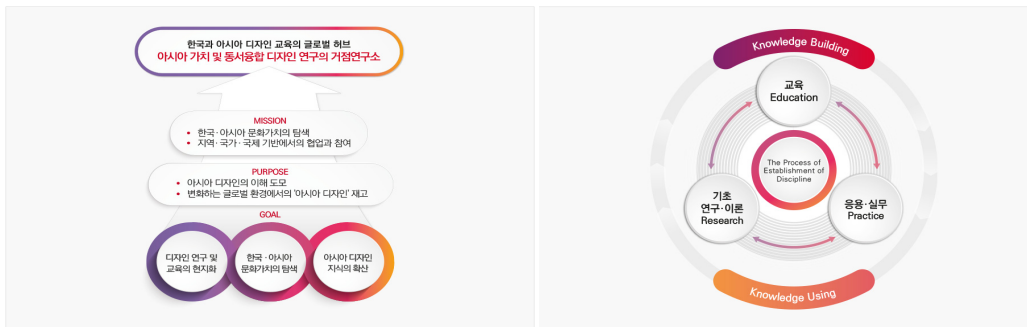 한국과 아시아 디자인 교육의 글로벌 허브
아시아 가치 및 동서융합 디자인 연구의 거점연구소
MISSION
• 한국·아시아 문화가치의 탐색
• 지역·국가·국제 기반에서의 협업과 참여
PURPOSE
• 아시아 디자인의 이해 도모
• 변화하는 글로벌 환경에서의 '아시아 디자인' 재고
GOAL
디자인 연구 및
교육의 현지화
한국·아시아
문화가치의 탐색
아시아 디자인
지식의 확산
Knowledge Building
교육
Education
The Process of
Establishment of
Discipline
기초
연구·이론
Research
응용·실무
Practice
Knowledge Using